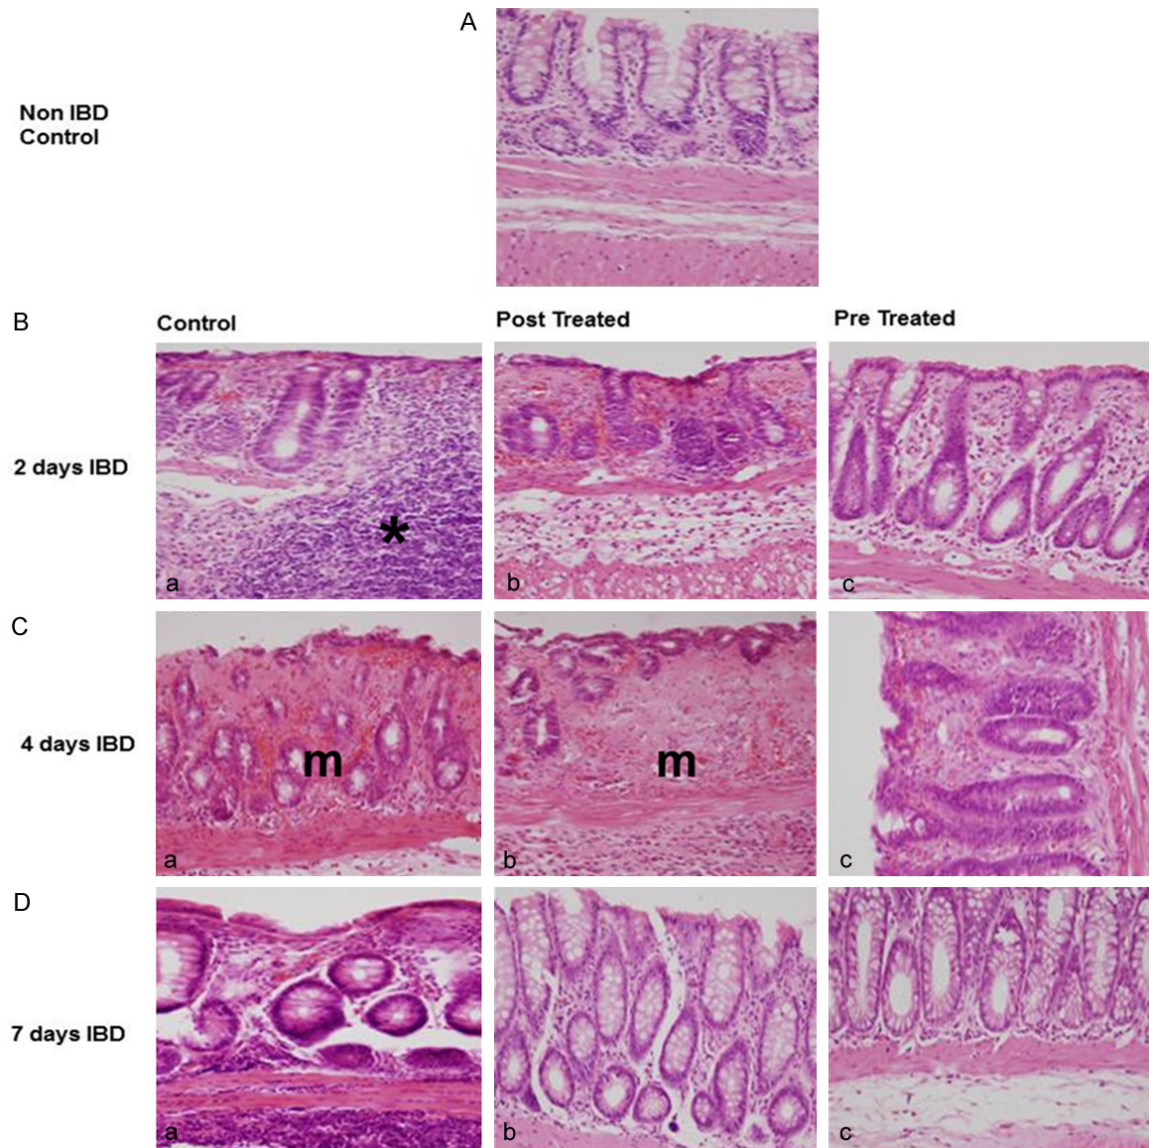 A
Non IBD
Control
B
Control
Post Treated
Pre Treated
2 days IBD
*
a
b
c
C
4 days IBD
m
m
a
b
c
D
7 days IBD
a
b
c